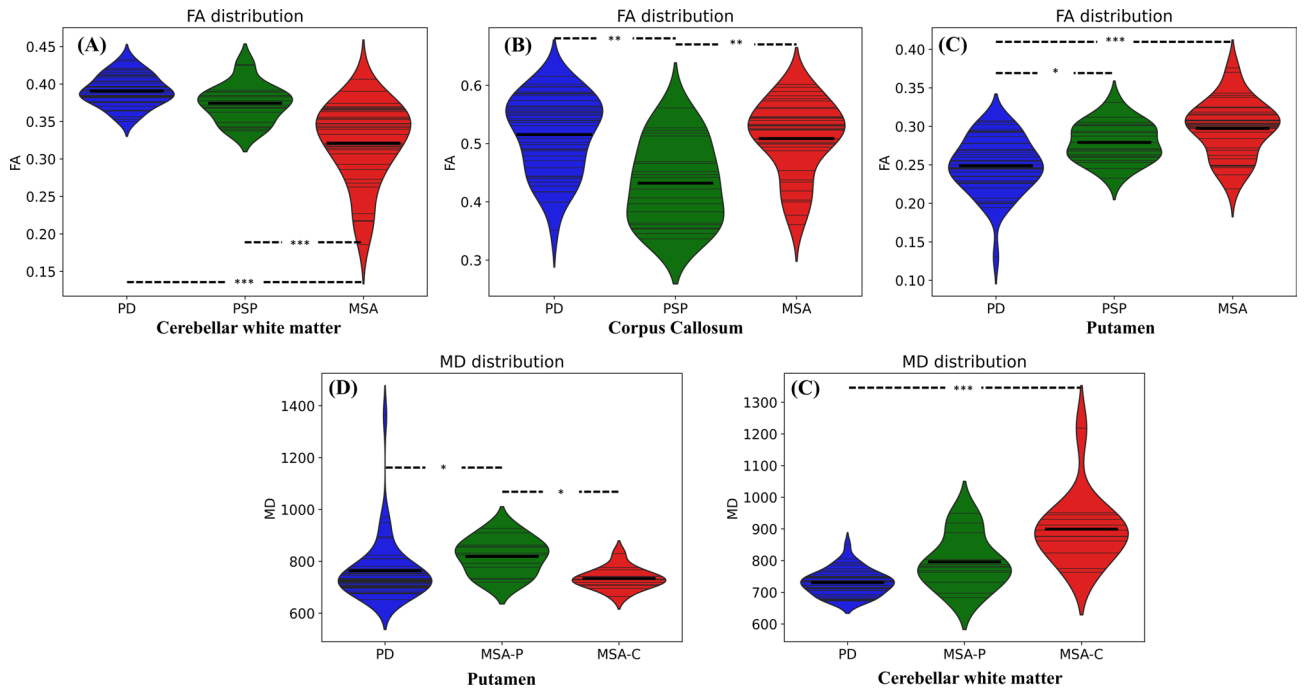 FA distribution
(A)
0.45
0.40
0.35
0.30
0.25
0.20
0.15
FA
***
***
PD PSP MSA
Cerebellar white matter
FA distribution
(B)
0.6
0.5
0.4
0.3
FA
** **
PD PSP MSA
Corpus Callosum
FA distribution
(C)
0.40
0.35
0.30
0.25
0.20
0.15
0.10
FA
***
*
PD PSP MSA
Putamen
MD distribution
(D)
1400
1200
1000
800
600
MD
*
*
PD MSA-P MSA-C
Putamen
MD distribution
(C)
1300
1200
1100
1000
900
800
700
600
MD
***
PD MSA-P MSA-C
Cerebellar white matter